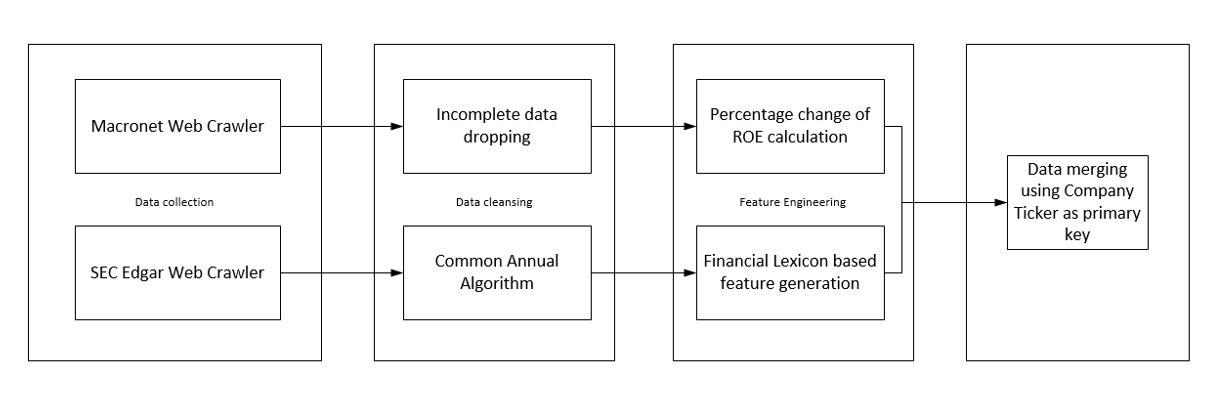 Macronet Web Crawler
Data collection
SEC Edgar Web Crawler
Incomplete data
dropping
Data cleansing
Common Annual
Algorithm
Percentage change of
ROE calculation
Feature Engineering
Financial Lexicon based
feature generation
Data merging
using Company
Ticker as primary
key